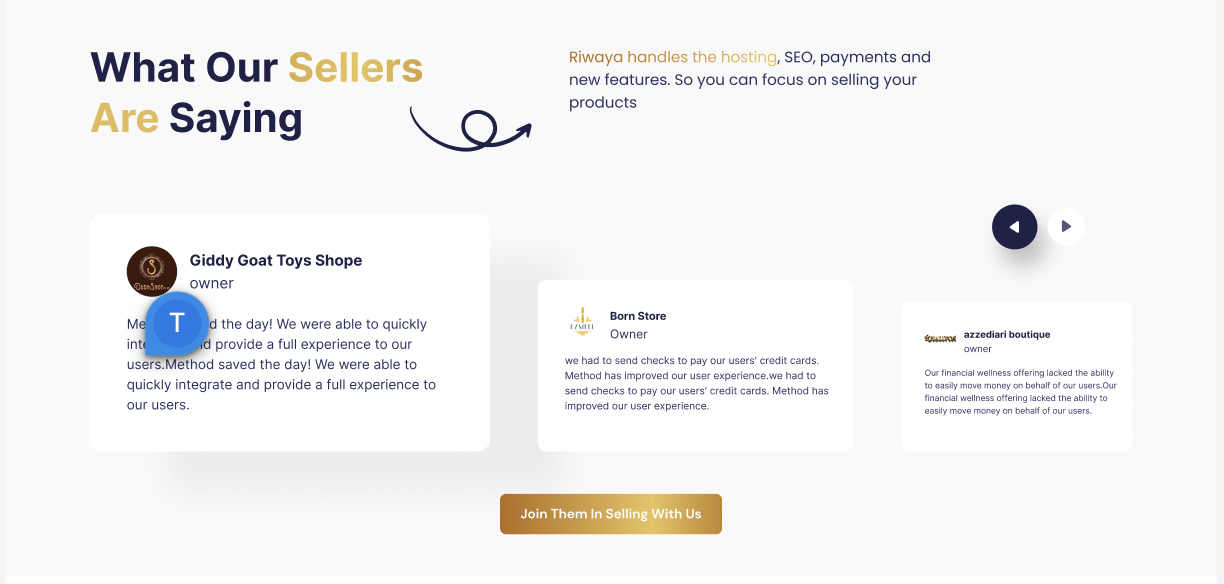 What Our Sellers
Are Saying
Riwaya handles the hosting, SEO, payments and
new features. So you can focus on selling your
products
Giddy Goat Toys Shope
owner
T
the day! We were able to quickly
provide a full experience to our
users.Method saved the day! We were able to
quickly integrate and provide a full experience to
our users.
Born Store
Owner
we had to send checks to pay our users' credit cards.
Method has improved our user experience.we had to
send checks to pay our users' credit cards. Method has
improved our user experience.
azzediari boutique
owner
Our financial wellness offering lacked the ability
to easily move money on behalf of our users.Our
financial wellness offering lacked the ability to
easily move money on behalf of our users.
Join Them In Selling With Us